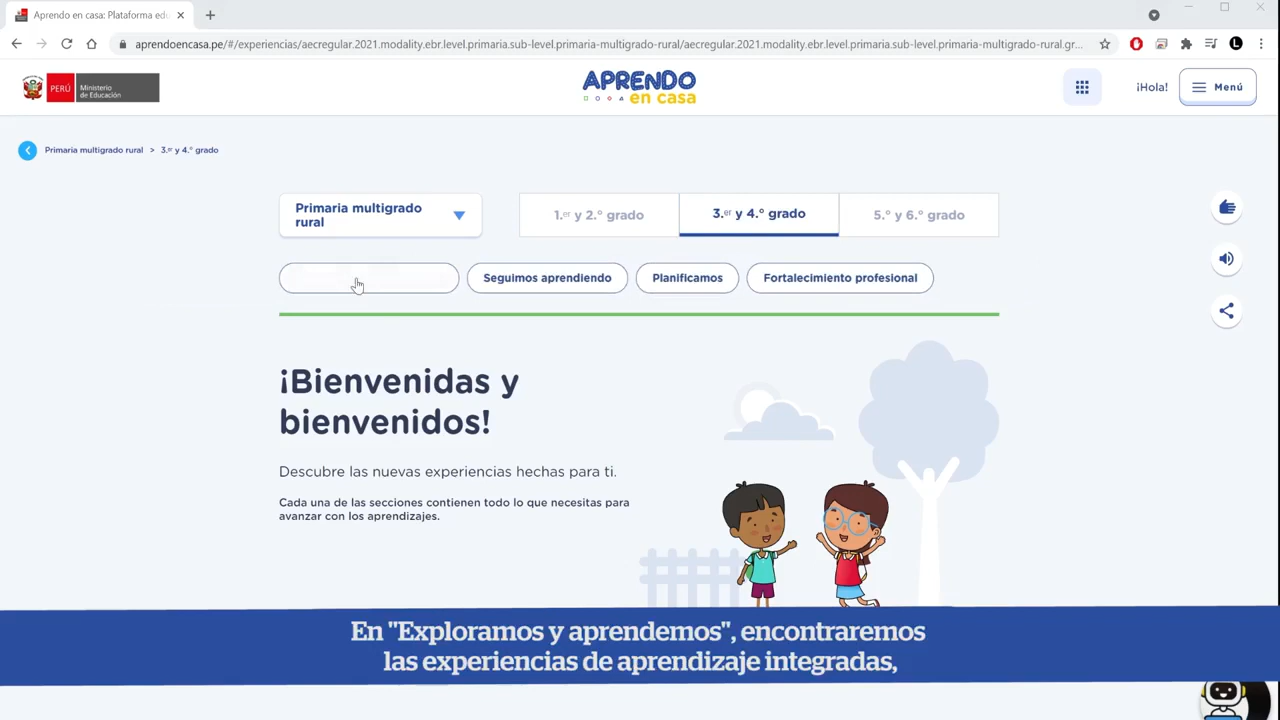 Aprendo en casa: Plataforma edu
aprendoencasa.pe/#/experiencias/aecregular.2021.modality.ebr.level.primaria.sub-level.primaria-multigrado-rural/aecregular.2021.modality.ebr.level.primaria.sub-level.primaria-multigrado-rural.gr...
L
PERÚ
Ministerio
de Educación
APRENDO
en casa
¡Hola!
Menú
Primaria multigrado rural > 3.er y 4.° grado
Primaria multigrado
rural
1.er y 2.° grado
3.er y 4.° grado
5.° y 6.° grado
Seguimos aprendiendo
Planificamos
Fortalecimiento profesional
¡Bienvenidas y
bienvenidos!
Descubre las nuevas experiencias hechas para ti.
Cada una de las secciones contienen todo lo que necesitas para
avanzar con los aprendizajes.
En "Exploramos y aprendemos", encontraremos
las experiencias de aprendizaje integradas,